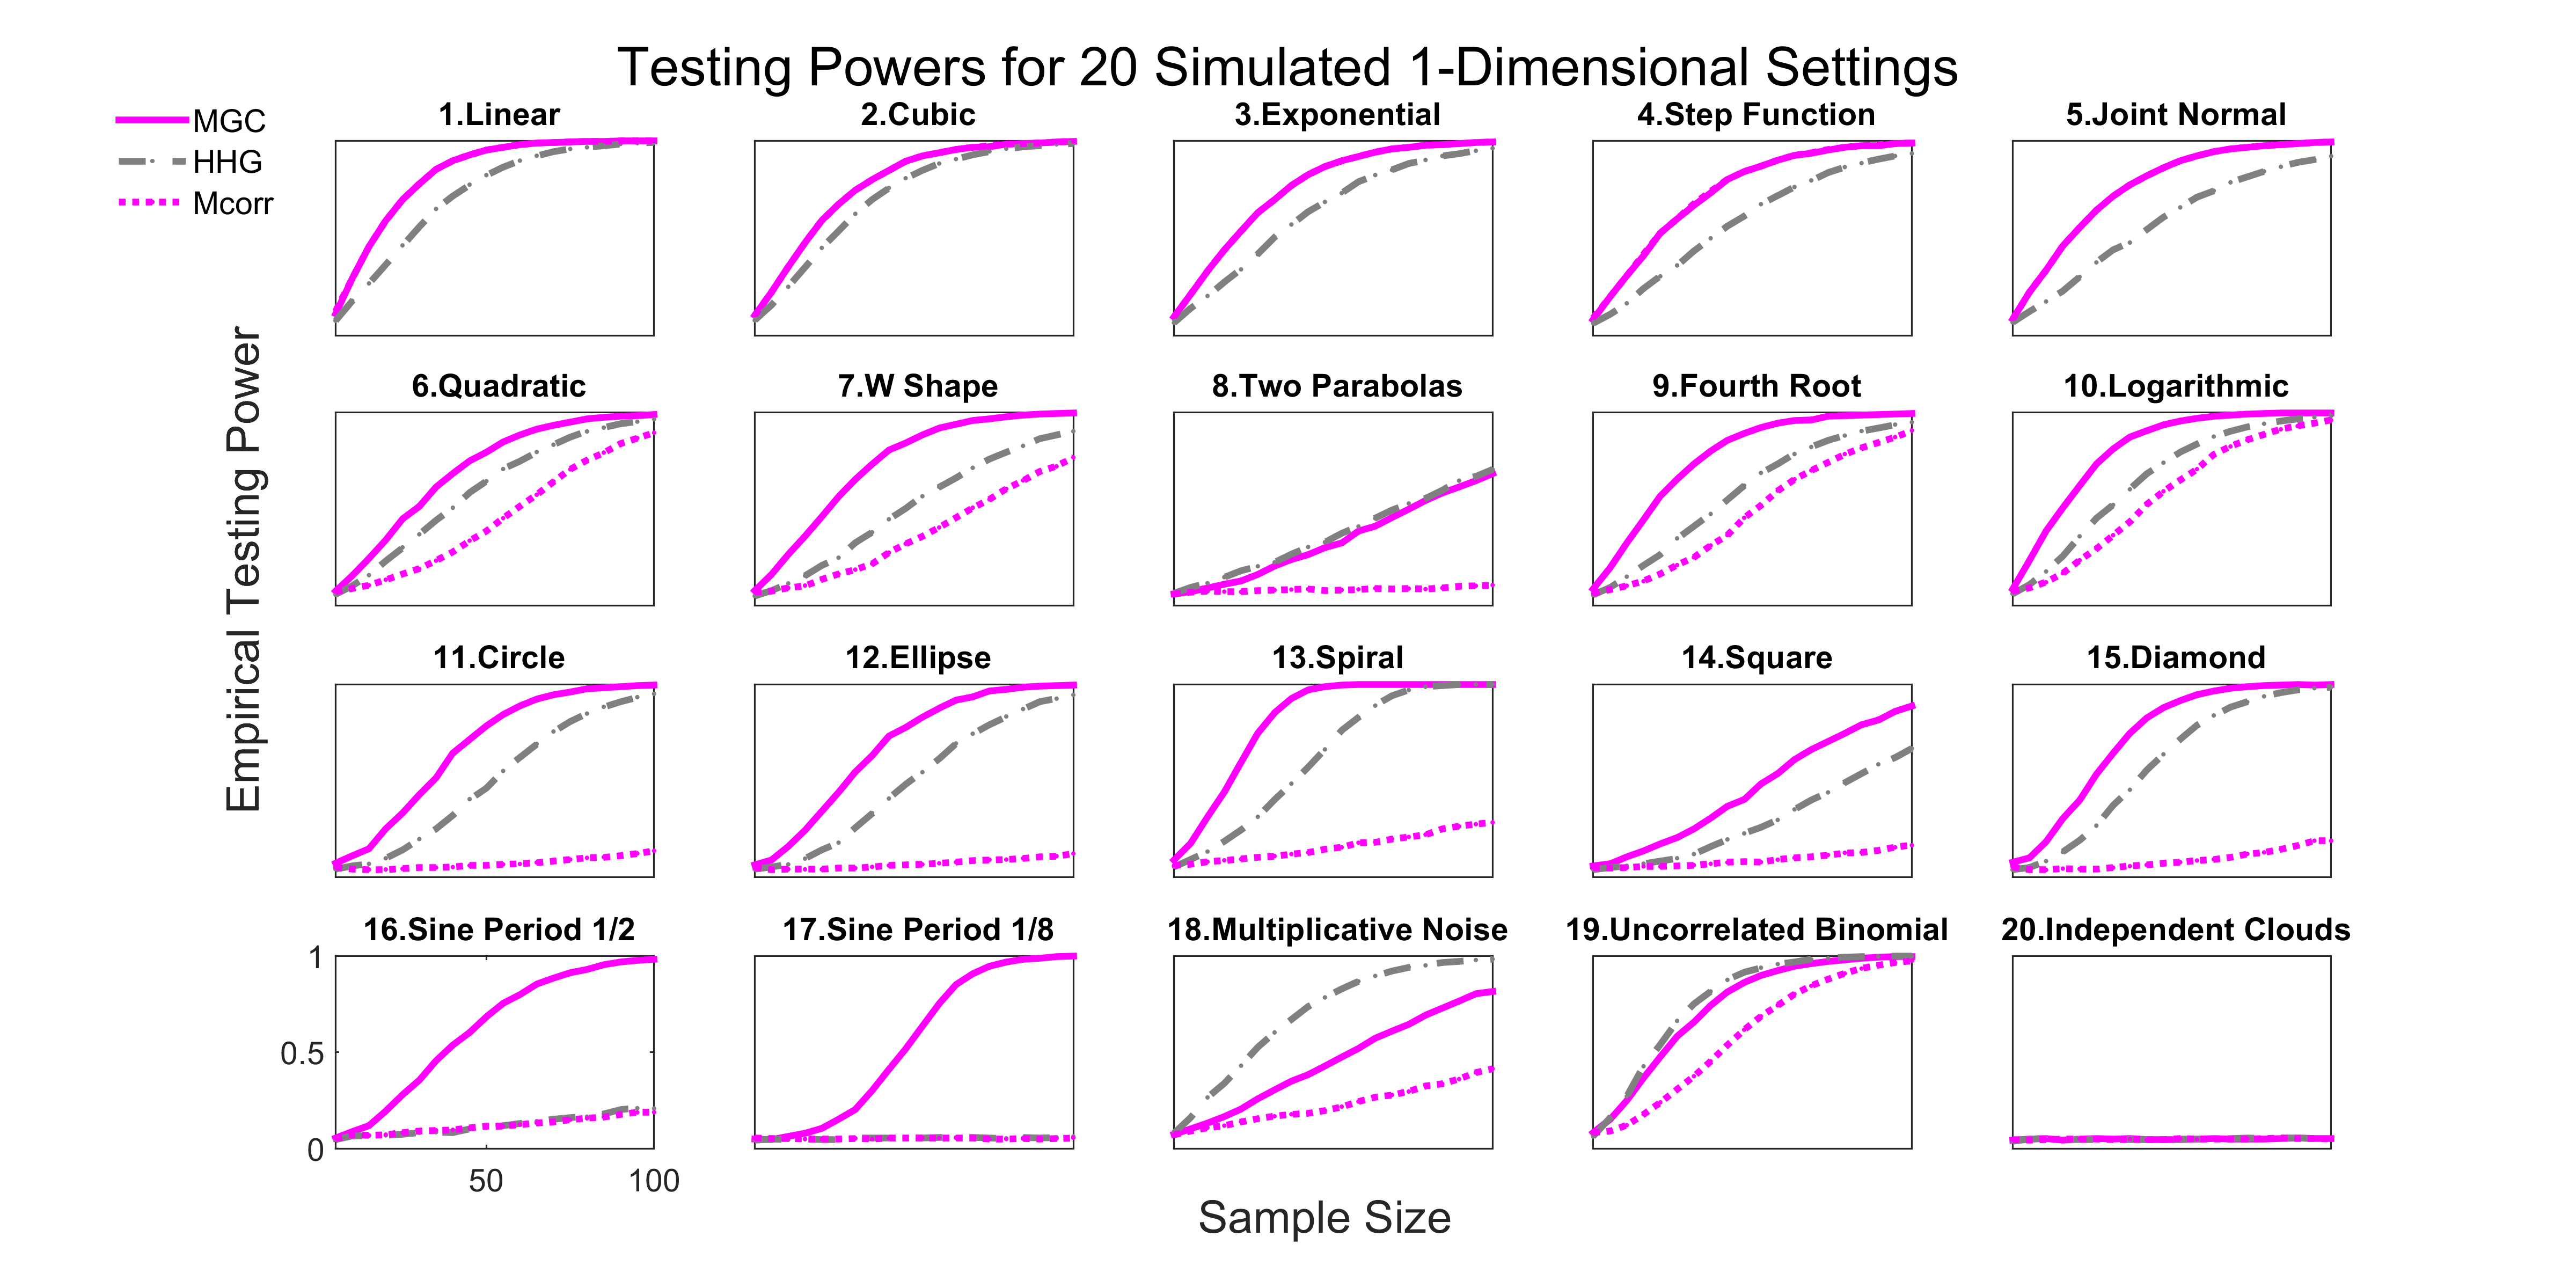 Testing Powers for 20 Simulated 1-Dimensional Settings
MGC
HHG
Mcorr
1.Linear
2.Cubic
3.Exponential
4.Step Function
5.Joint Normal
Empirical Testing Power
6.Quadratic
7.W Shape
8.Two Parabolas
9.Fourth Root
10.Logarithmic
11.Circle
12.Ellipse
13.Spiral
14.Square
15.Diamond
16.Sine Period 1/2
17.Sine Period 1/8
18.Multiplicative Noise
19.Uncorrelated Binomial
20.Independent Clouds
1
0.5
0
50
100
Sample Size